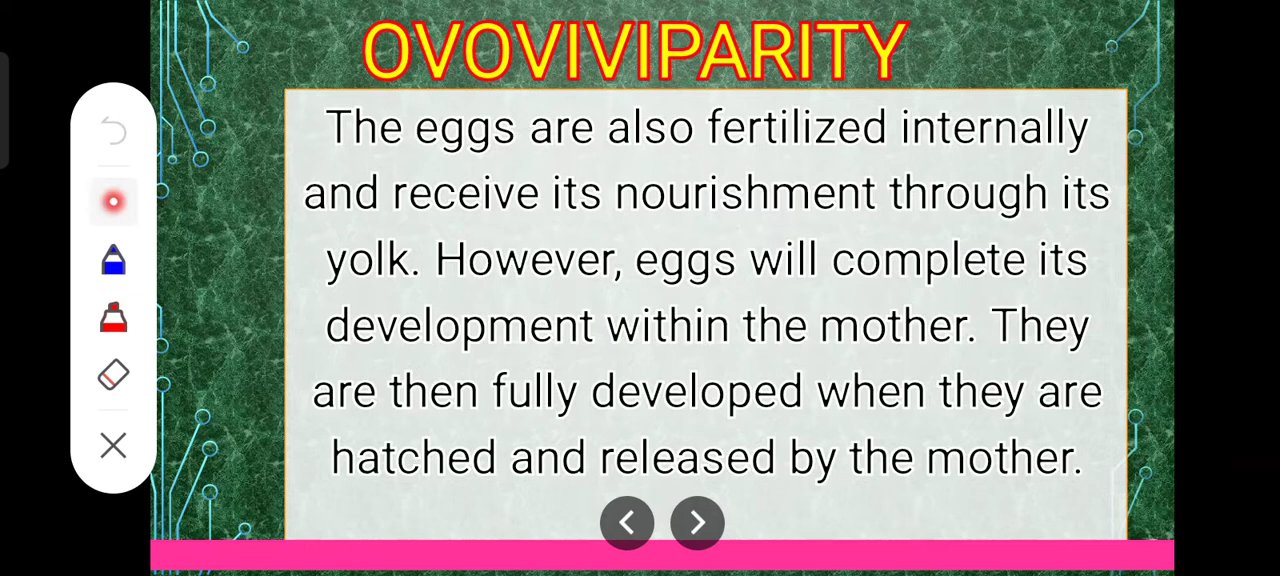 OVOVIVIPARITY
The eggs are also fertilized internally
and receive its nourishment through its
yolk. However, eggs will complete its
development within the mother. They
are then fully developed when they are
hatched and released by the mother.